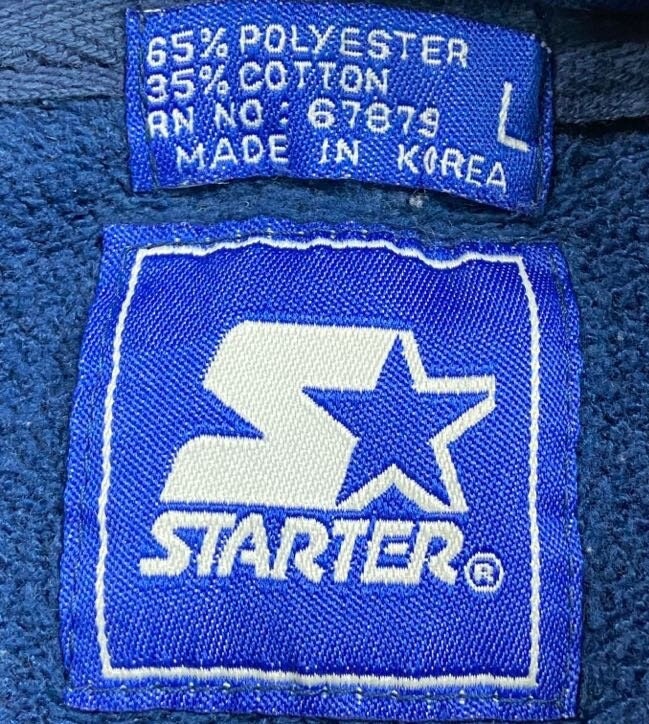 65% POLYESTER
35% COTTON
RN NO: 67879
MADE IN KOREA
L
STARTER®